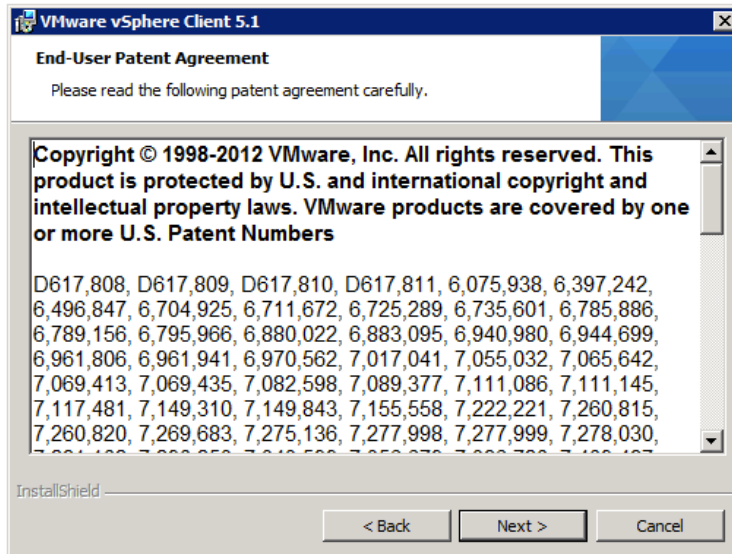 VMware vSphere Client 5.1
End-User Patent Agreement
Please read the following patent agreement carefully.
Copyright © 1998-2012 VMware, Inc. All rights reserved. This
product is protected by U.S. and international copyright and
intellectual property laws. VMware products are covered by one
or more U.S. Patent Numbers
D617,808, D617,809, D617,810, D617,811, 6,075,938, 6,397,242,
6,496,847, 6,704,925, 6,711,672, 6,725,289, 6,735,601, 6,785,886,
6,789,156, 6,795,966, 6,880,022, 6,883,095, 6,940,980, 6,944,699,
6,961,806, 6,961,941, 6,970,562, 7,017,041, 7,055,032, 7,065,642,
7,069,413, 7,069,435, 7,082,598, 7,089,377, 7,111,086, 7,111,145,
7,117,481, 7,149,310, 7,149,843, 7,155,558, 7,222,221, 7,260,815,
7,260,820, 7,269,683, 7,275,136, 7,277,998, 7,277,999, 7,278,030,
InstallShield
< Back Next > Cancel